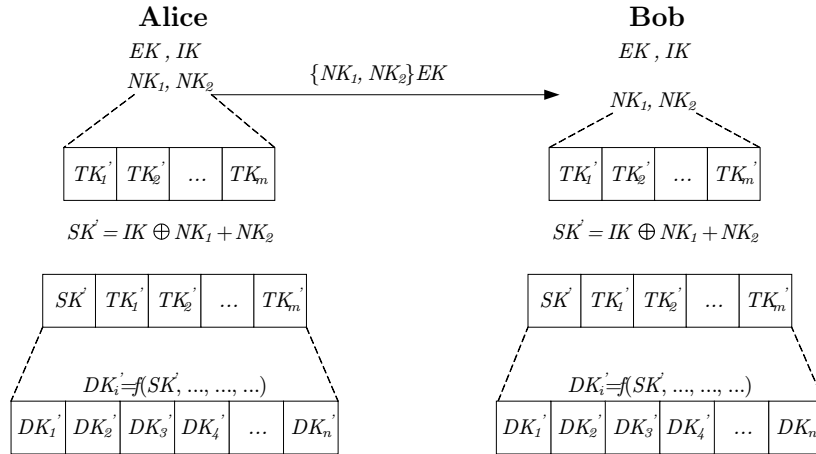 Alice Bob
EK , IK EK , IK
NK₁, NK₂ {NK₁, NK₂}EK
NK₁, NK₂
TK₁' TK₂' ... TKₘ' TK₁' TK₂' ... TKₘ'
SK' = IK ⊕ NK₁ + NK₂ SK' = IK ⊕ NK₁ + NK₂
SK' TK₁' TK₂' ... TKₘ' SK' TK₁' TK₂' ... TKₘ'
DKᵢ'=f(SK', ..., ..., ...) DKᵢ'=f(SK', ..., ..., ...)
DK₁' DK₂' DK₃' DK₄' ... DKₙ' DK₁' DK₂' DK₃' DK₄' ... DKₙ